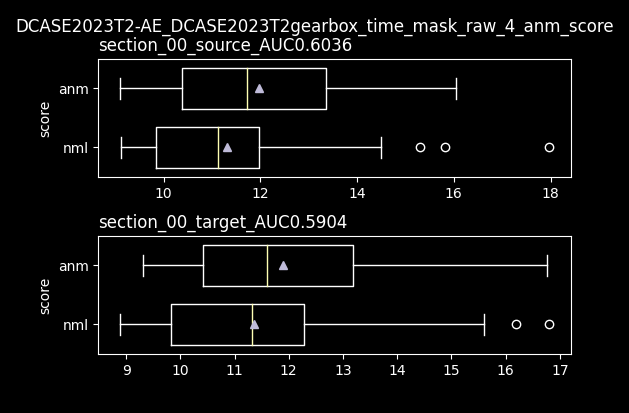 DCASE2023T2-AE_DCASE2023T2gearbox_time_mask_raw_4_anm_score
section_00_source_AUC0.6036
anm
nml
score
10 12 14 16 18
section_00_target_AUC0.5904
anm
nml
score
9 10 11 12 13 14 15 16 17